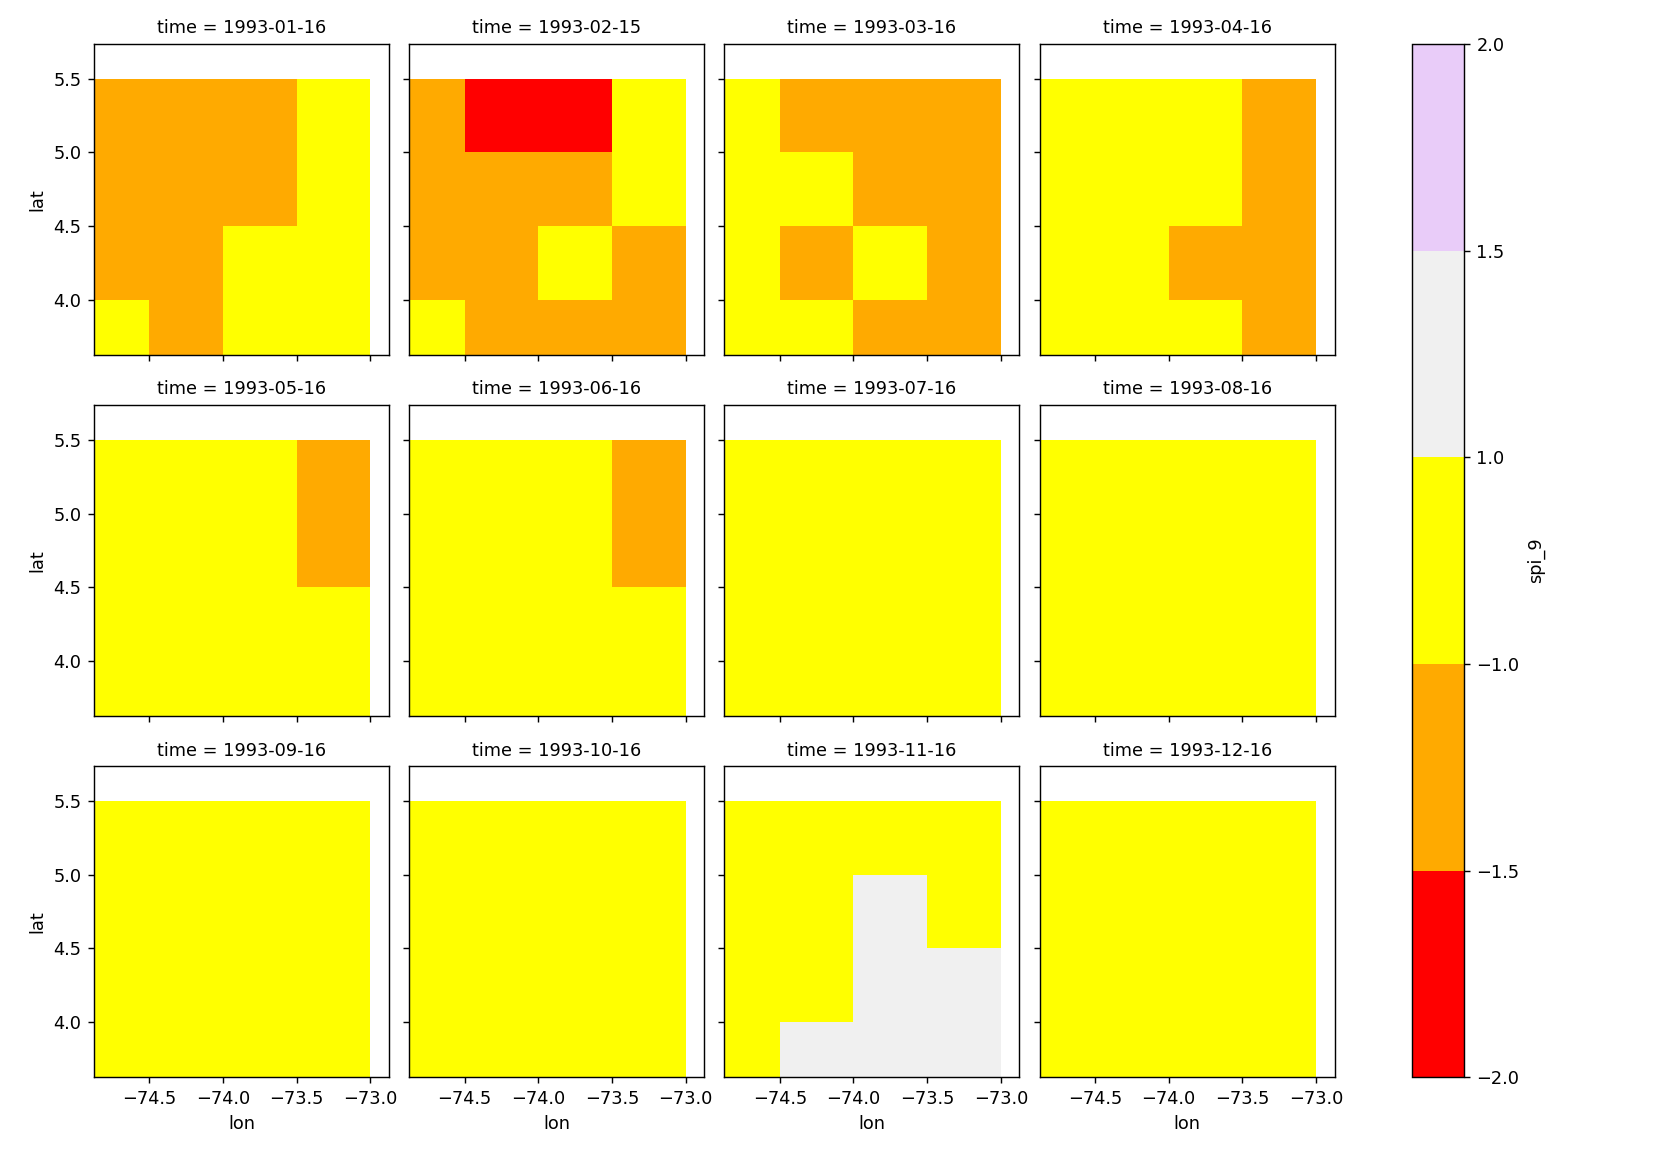 time = 1993-01-16
time = 1993-02-15
time = 1993-03-16
time = 1993-04-16
5.5
5.0
4.5
4.0
lat
time = 1993-05-16
time = 1993-06-16
time = 1993-07-16
time = 1993-08-16
5.5
5.0
4.5
4.0
lat
time = 1993-09-16
time = 1993-10-16
time = 1993-11-16
time = 1993-12-16
5.5
5.0
4.5
4.0
lat
−74.5 −74.0 −73.5 −73.0
lon
−74.5 −74.0 −73.5 −73.0
lon
−74.5 −74.0 −73.5 −73.0
lon
−74.5 −74.0 −73.5 −73.0
lon
2.0
1.5
1.0
−1.0
−1.5
−2.0
spi_9